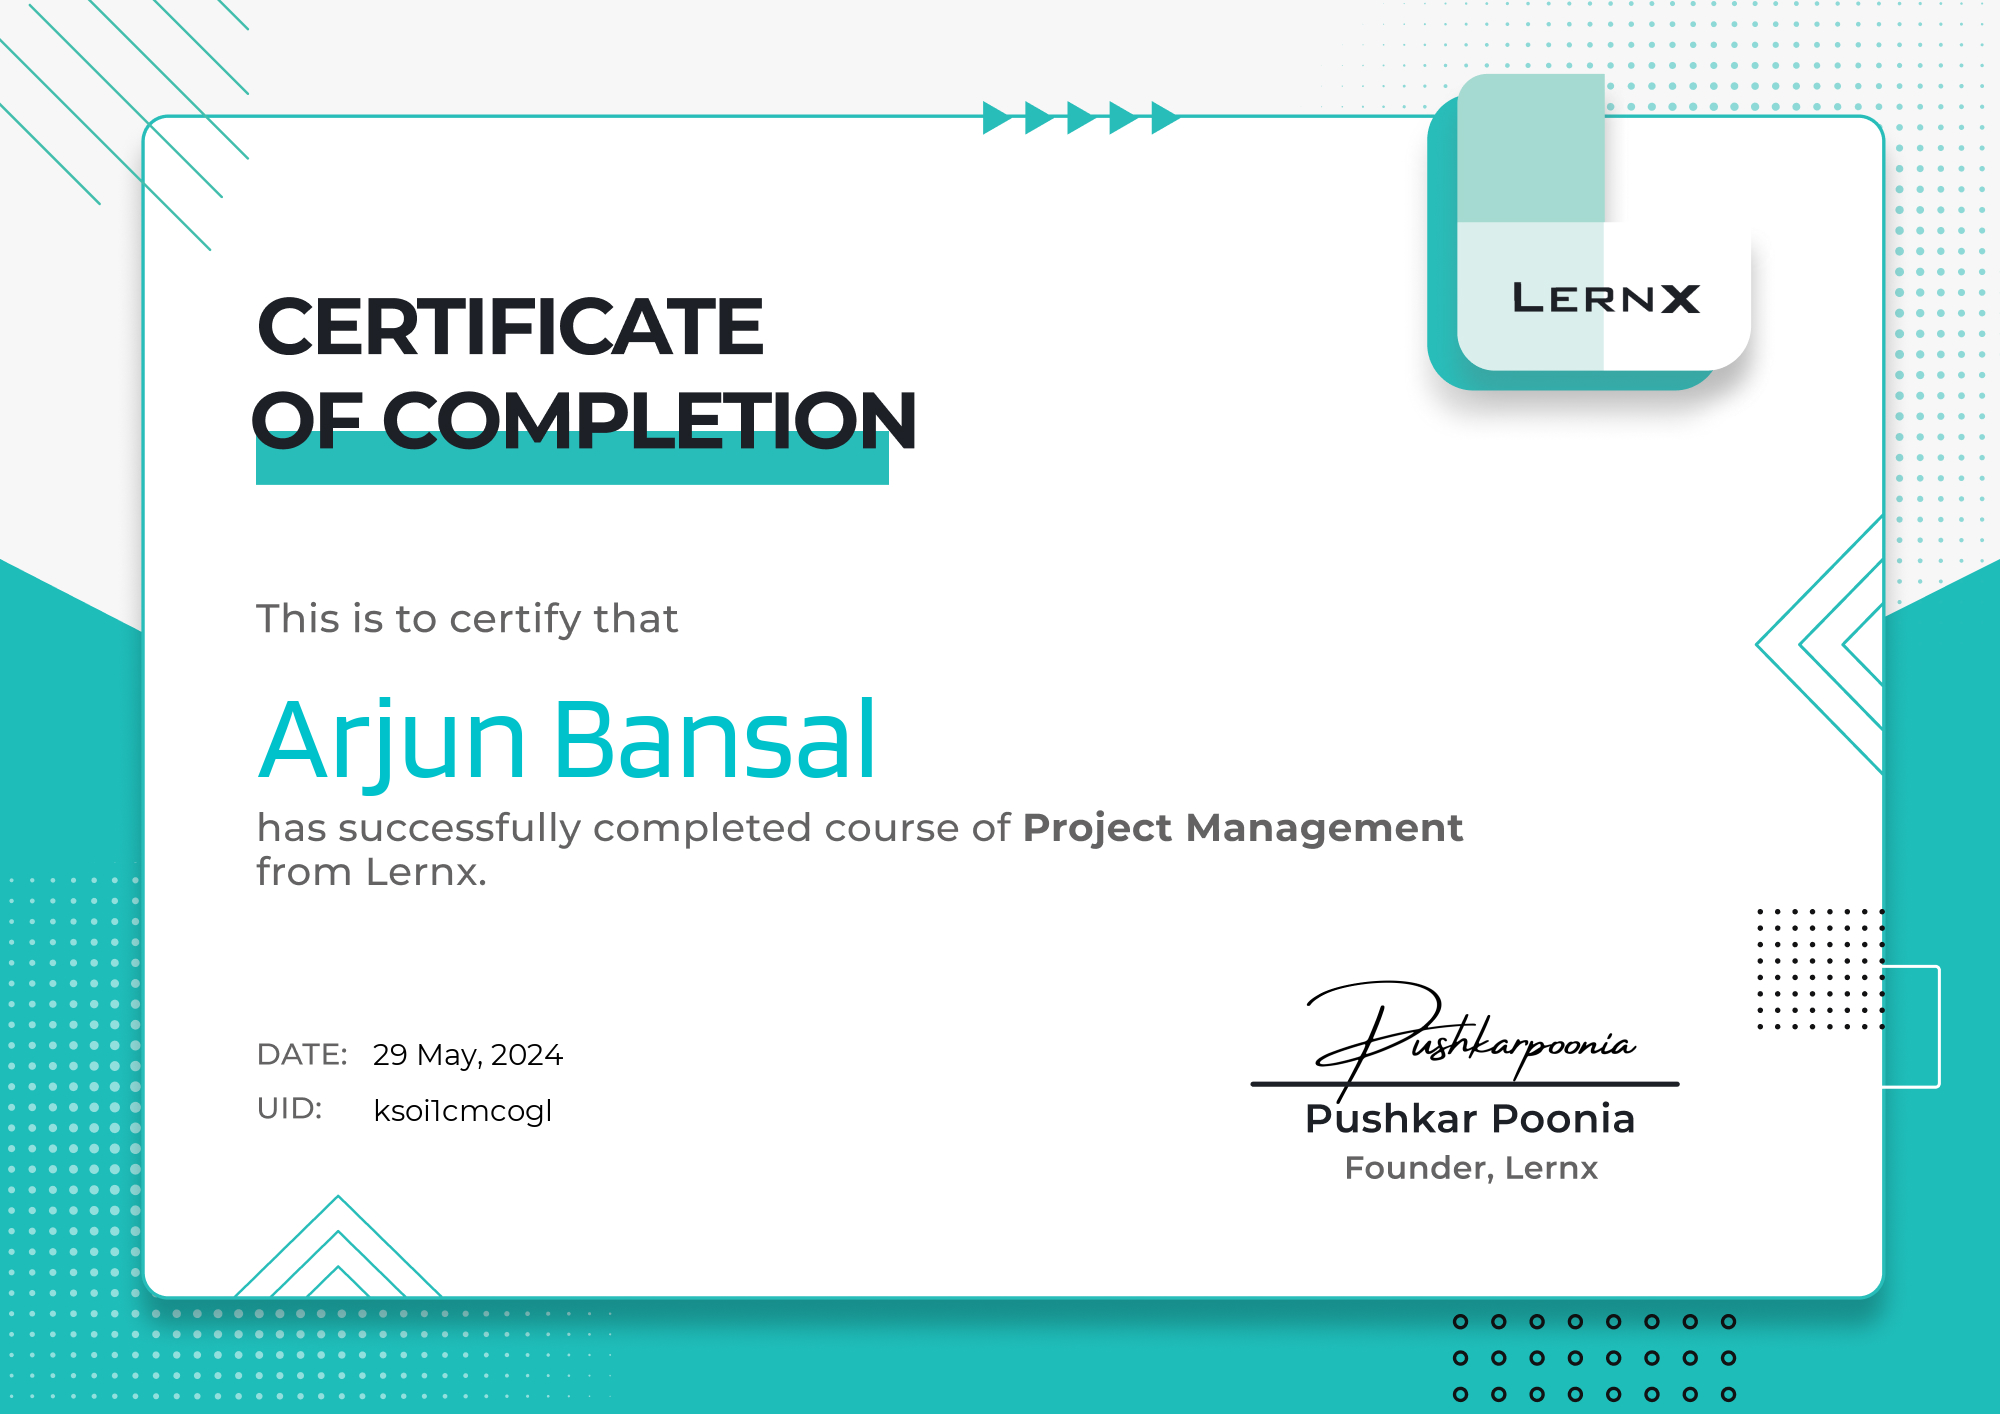 LERNX
CERTIFICATE
OF COMPLETION
This is to certify that
Arjun Bansal
has successfully completed course of Project Management
from Lernx.
DATE: 29 May, 2024
UID: ksoi1cmcogl
Pushkarpoonia
Pushkar Poonia
Founder, Lernx